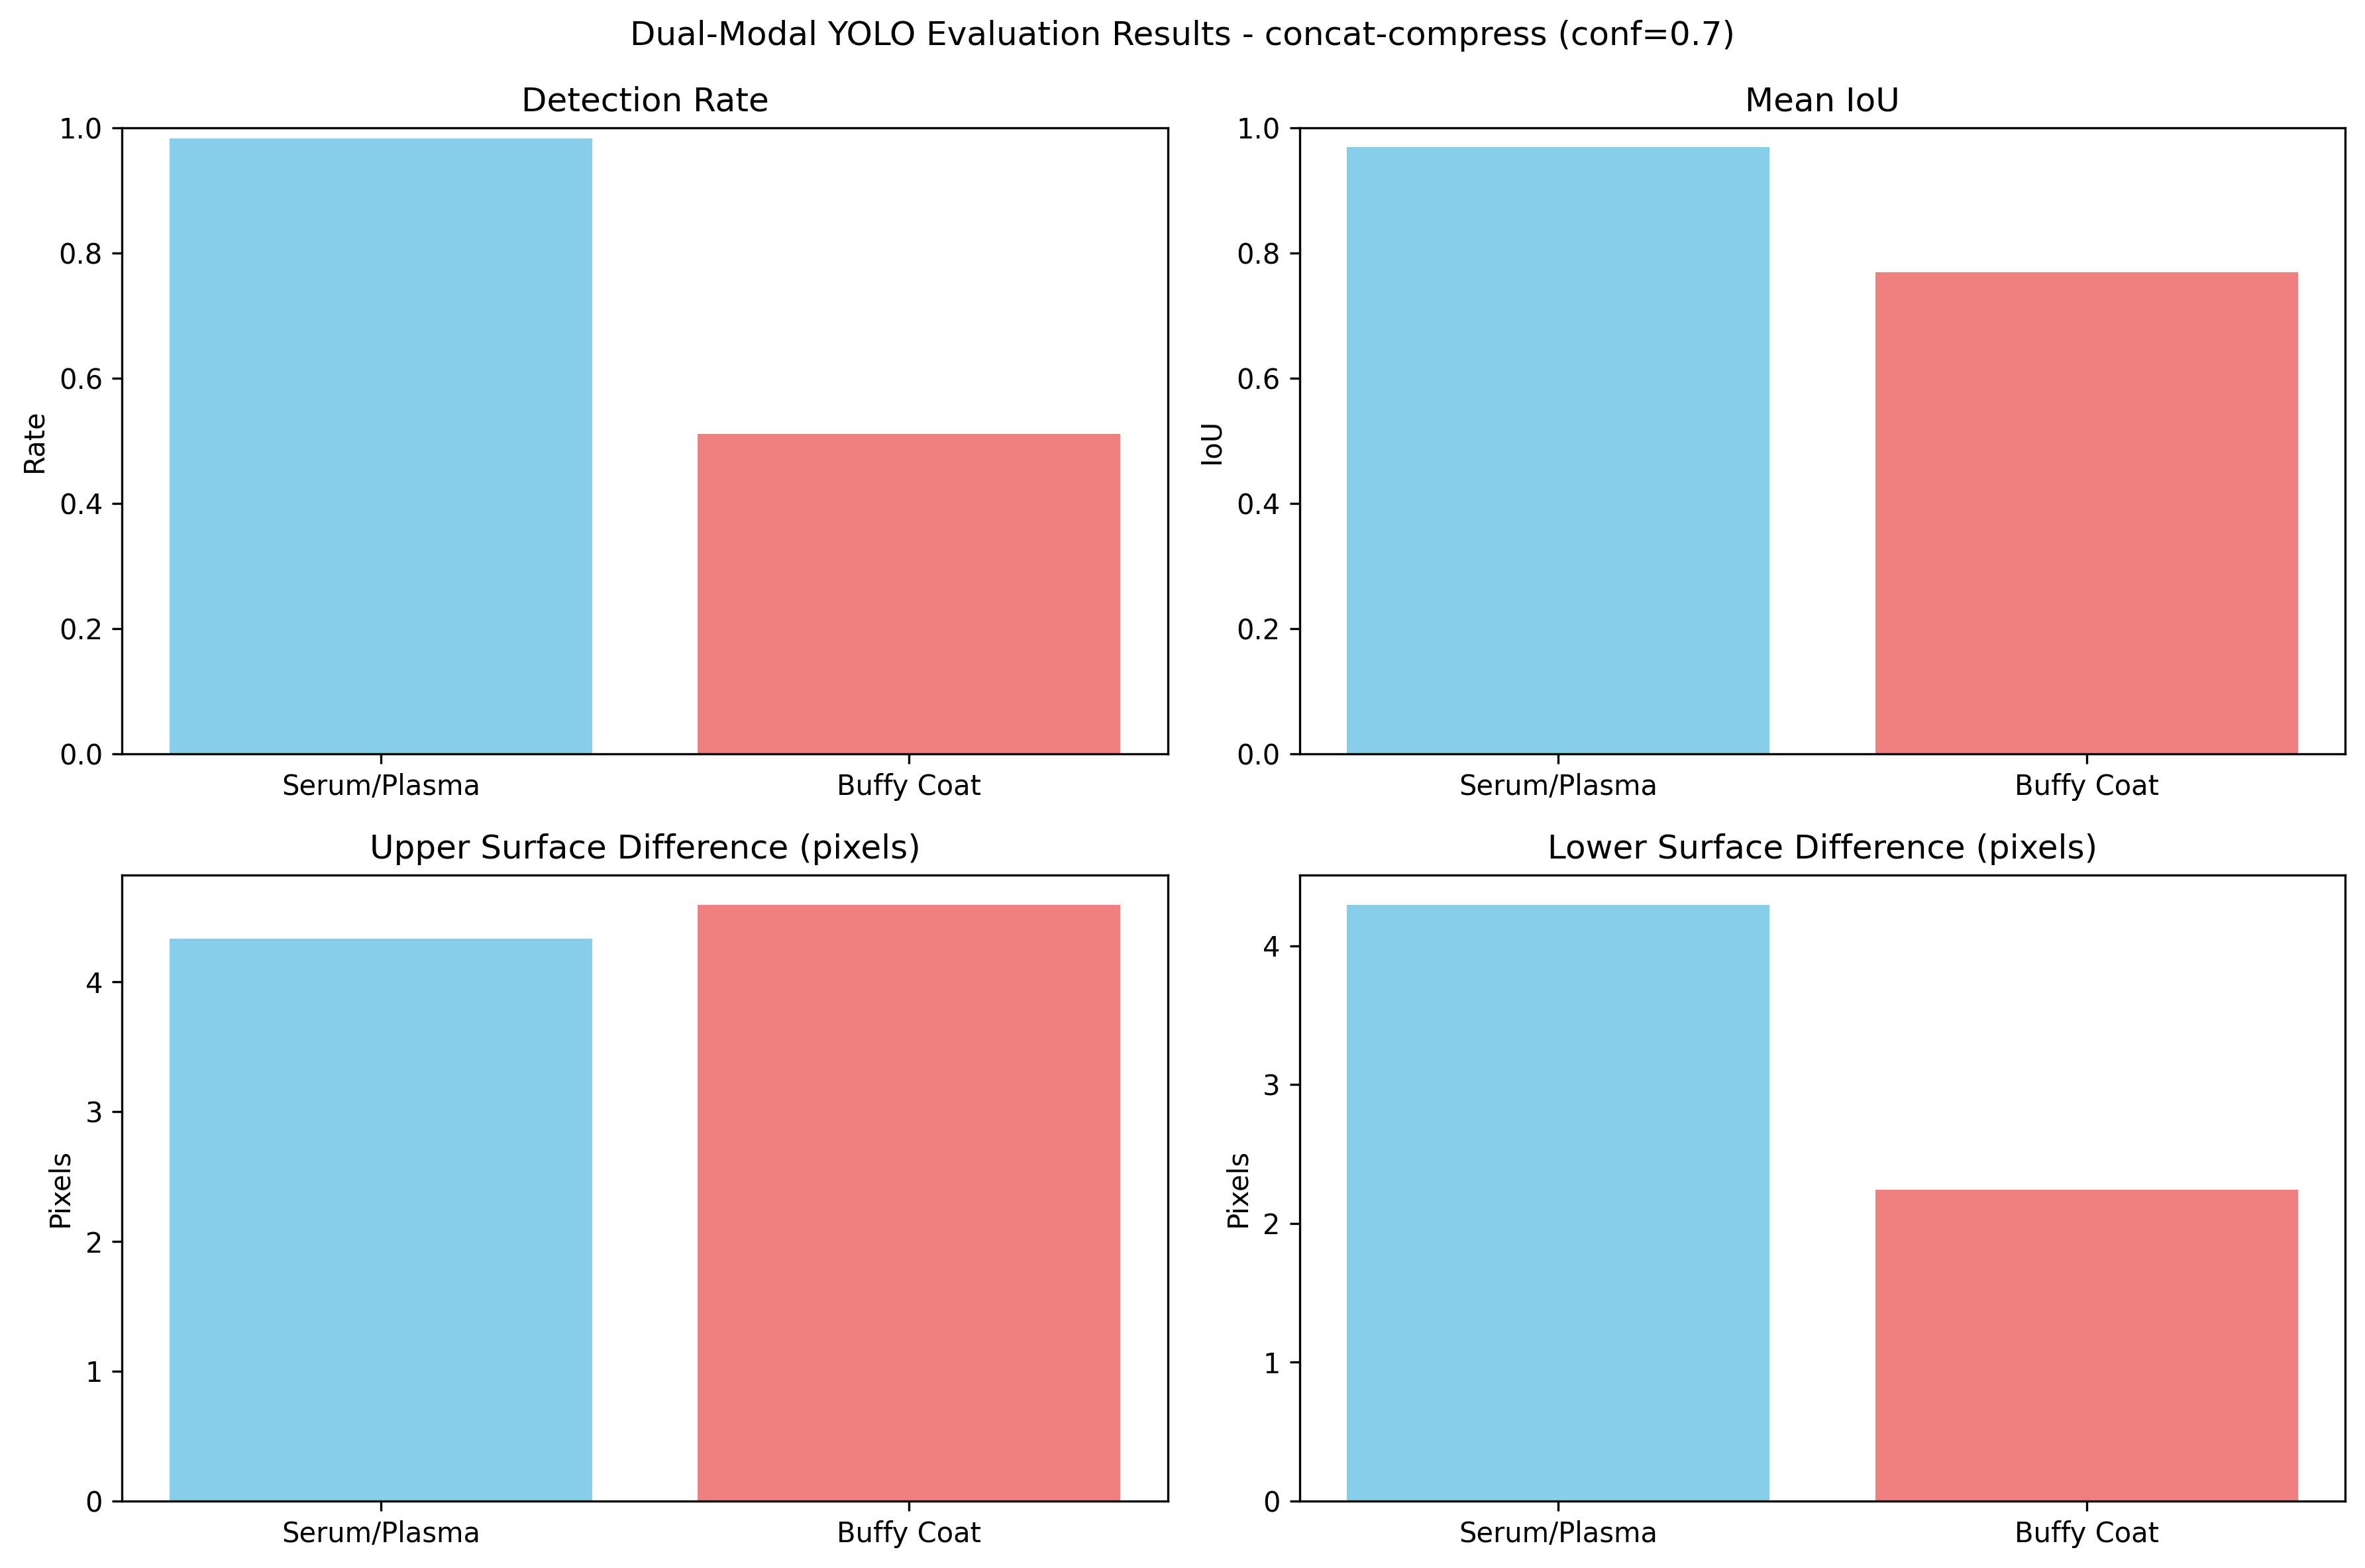 Dual-Modal YOLO Evaluation Results - concat-compress (conf=0.7)
Detection Rate
1.0
0.8
0.6
0.4
0.2
0.0
Rate
Serum/Plasma
Buffy Coat
Mean IoU
1.0
0.8
0.6
0.4
0.2
0.0
IoU
Serum/Plasma
Buffy Coat
Upper Surface Difference (pixels)
4
3
2
1
0
Pixels
Serum/Plasma
Buffy Coat
Lower Surface Difference (pixels)
4
3
2
1
0
Pixels
Serum/Plasma
Buffy Coat